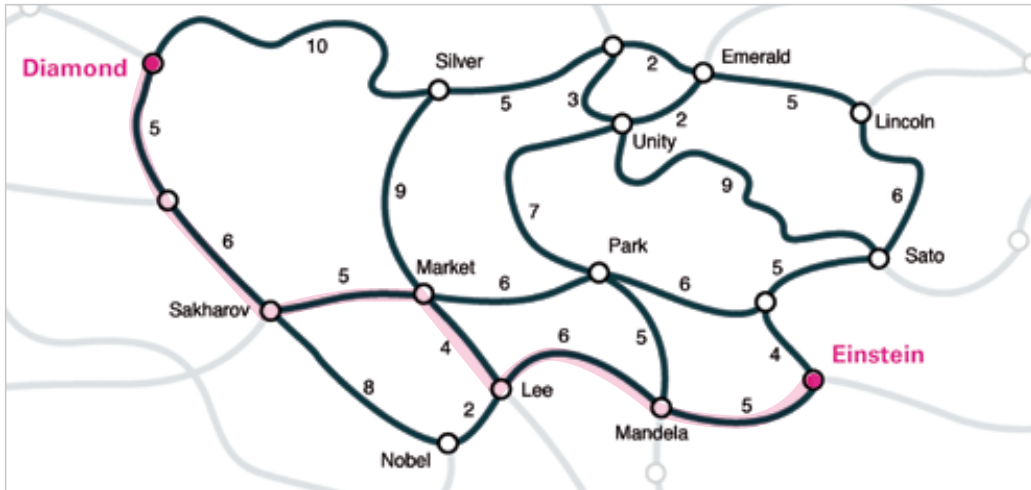 10
Silver
2
Emerald
Diamond
5
3
5
2
Lincoln
5
Unity
9
9
6
7
6
Park
Sato
5
Market
5
6
6
Sakharov
4
6
5
4
Einstein
8
Lee
2
5
Mandela
Nobel